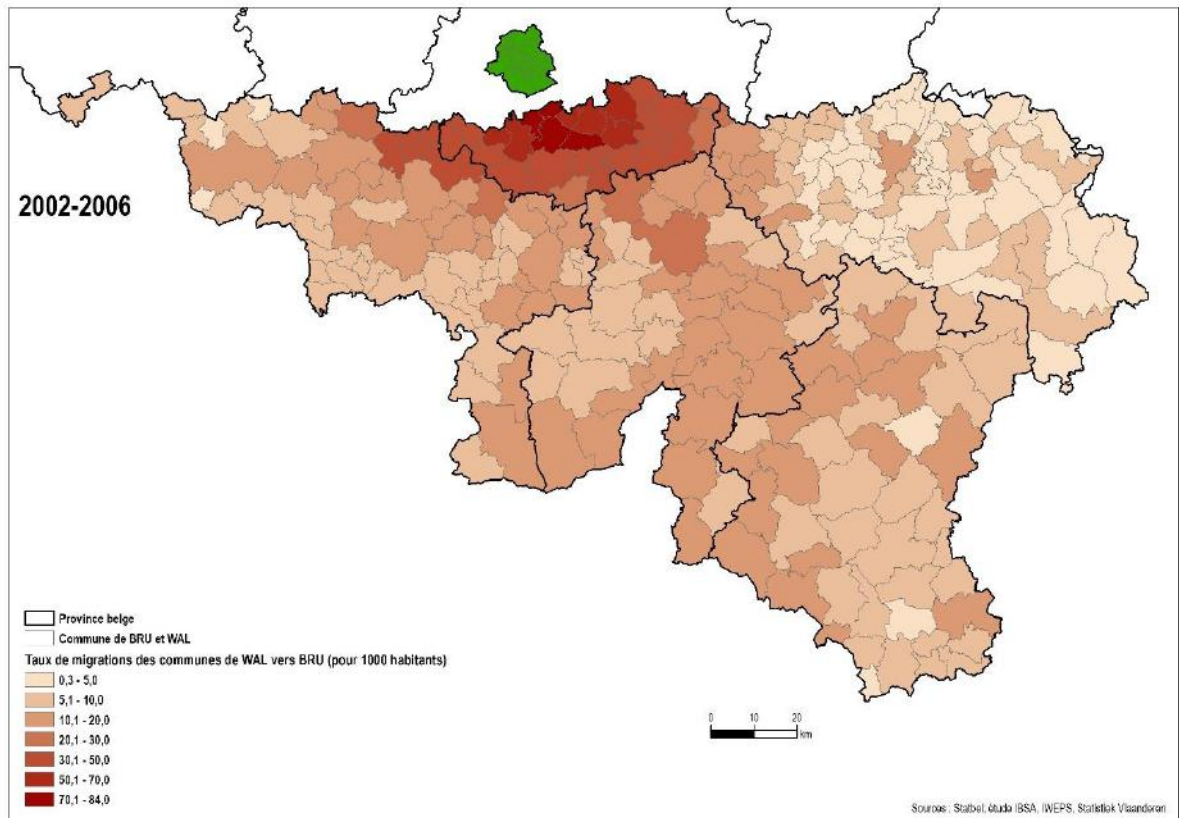 2002-2006
Province belge
Commune de BRU et WAL
Taux de migrations des communes de WAL vers BRU (pour 1000 habitants)
0,3 - 5,0
5,1 - 10,0
10,1 - 20,0
20,1 - 30,0
30,1 - 50,0
50,1 - 70,0
70,1 - 84,0
0 10 20
km
Sources : Statbel, étude IBSA, IWEPS, Statistiek Vlaanderen